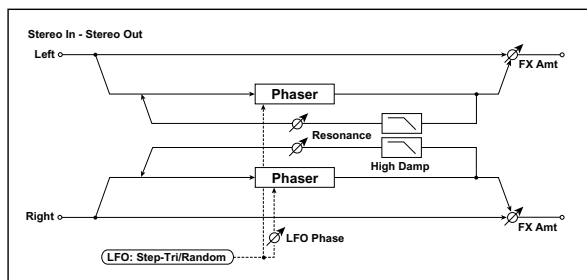 Stereo In - Stereo Out
Left
FX Amt
Phaser
Resonance
High Damp
Phaser
Right
LFO Phase
FX Amt
LFO: Step-Tri/Random